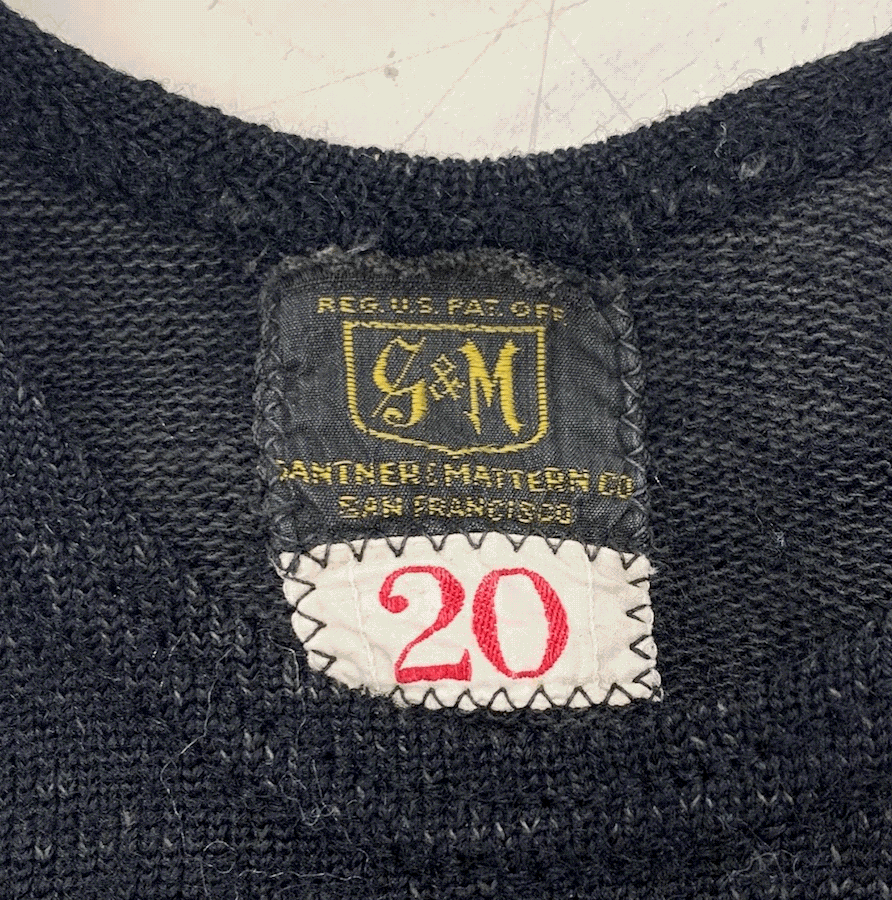 REG. U.S. PAT. OFF.
G&M
GANTNER & MATTERN CO
SAN FRANCISCO
20